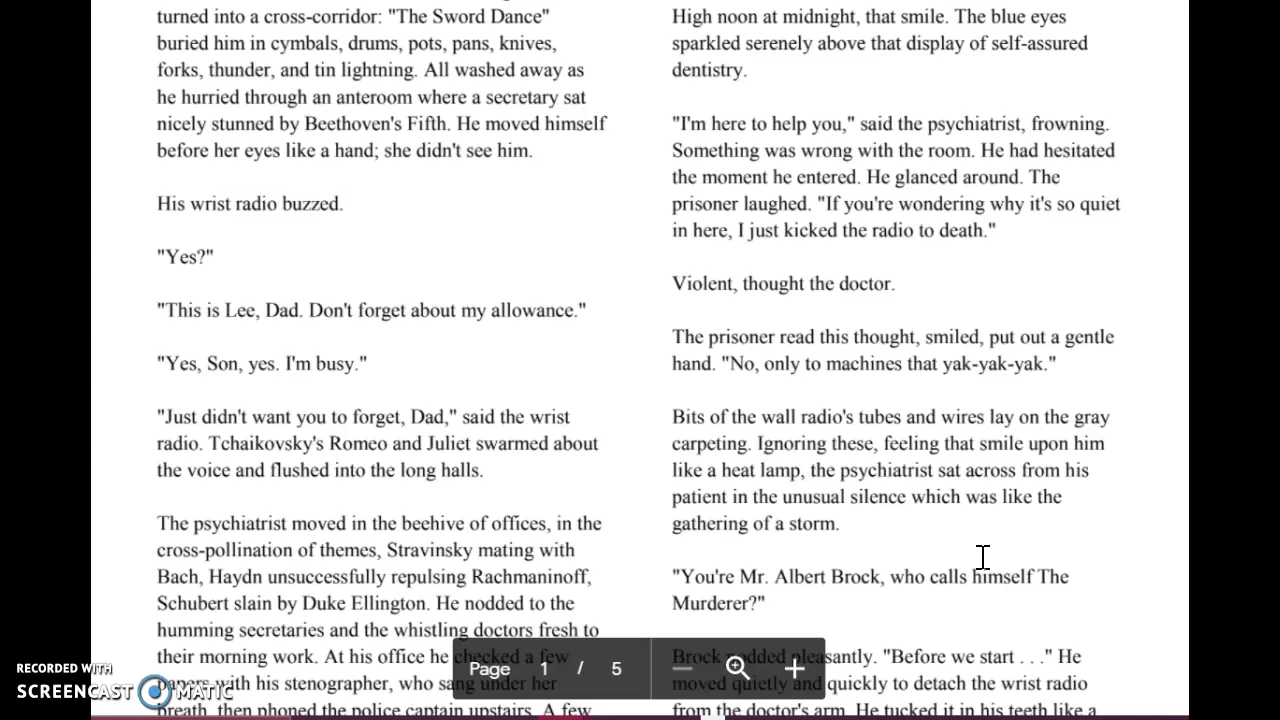 turned into a cross-corridor: "The Sword Dance"
buried him in cymbals, drums, pots, pans, knives,
forks, thunder, and tin lightning. All washed away as
he hurried through an anteroom where a secretary sat
nicely stunned by Beethoven's Fifth. He moved himself
before her eyes like a hand; she didn't see him.
His wrist radio buzzed.
"Yes?"
"This is Lee, Dad. Don't forget about my allowance."
"Yes, Son, yes. I'm busy."
"Just didn't want you to forget, Dad," said the wrist
radio. Tchaikovsky's Romeo and Juliet swarmed about
the voice and flushed into the long halls.
The psychiatrist moved in the beehive of offices, in the
cross-pollination of themes, Stravinsky mating with
Bach, Haydn unsuccessfully repulsing Rachmaninoff,
Schubert slain by Duke Ellington. He nodded to the
humming secretaries and the whistling doctors fresh to
their morning work. At his office he checked a few
papers with his stenographer, who sang under her
breath, then phoned the police captain upstairs. A few
High noon at midnight, that smile. The blue eyes
sparkled serenely above that display of self-assured
dentistry.
"I'm here to help you," said the psychiatrist, frowning.
Something was wrong with the room. He had hesitated
the moment he entered. He glanced around. The
prisoner laughed. "If you're wondering why it's so quiet
in here, I just kicked the radio to death."
Violent, thought the doctor.
The prisoner read this thought, smiled, put out a gentle
hand. "No, only to machines that yak-yak-yak."
Bits of the wall radio's tubes and wires lay on the gray
carpeting. Ignoring these, feeling that smile upon him
like a heat lamp, the psychiatrist sat across from his
patient in the unusual silence which was like the
gathering of a storm.
"You're Mr. Albert Brock, who calls himself The
Murderer?"
Brock nodded pleasantly. "Before we start . . ." He
moved quietly and quickly to detach the wrist radio
from the doctor's arm. He tucked it in his teeth like a
Page 1 / 5
RECORDED WITH
SCREENCAST MATIC